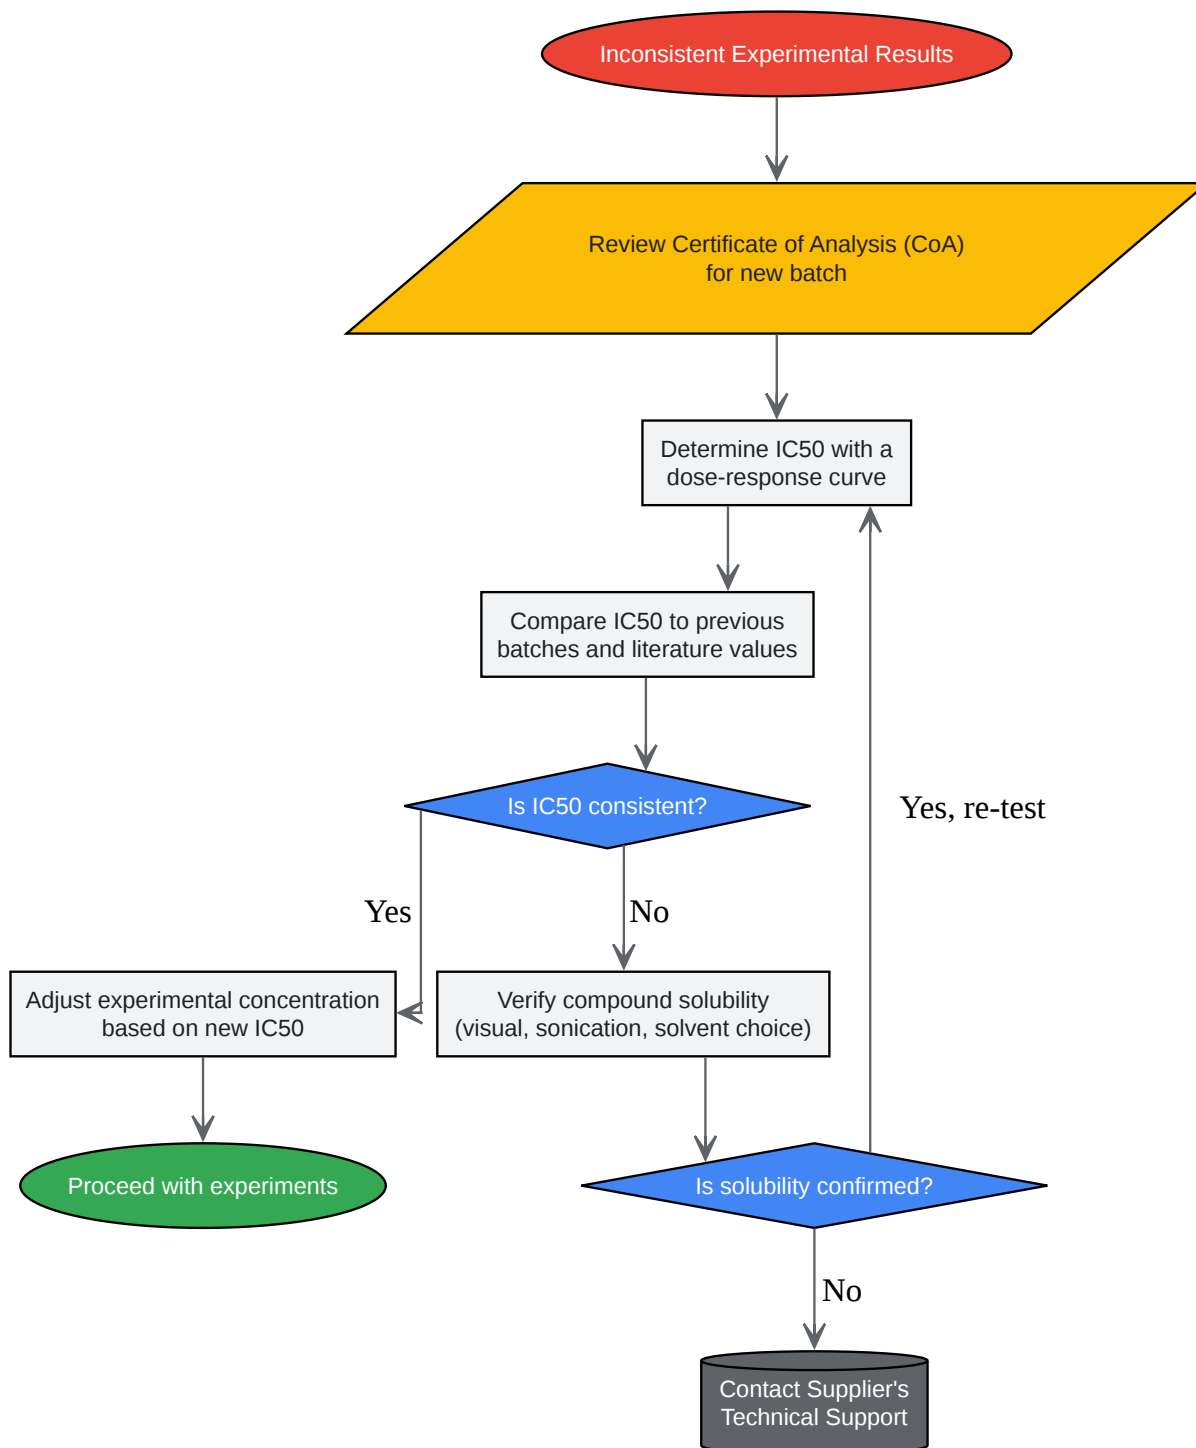 Inconsistent Experimental Results
Review Certificate of Analysis (CoA)
for new batch
Determine IC50 with a
dose-response curve
Compare IC50 to previous
batches and literature values
Is IC50 consistent?
Yes, re-test
Yes
No
Adjust experimental concentration
based on new IC50
Verify compound solubility
(visual, sonication, solvent choice)
Proceed with experiments
Is solubility confirmed?
No
Contact Supplier's
Technical Support